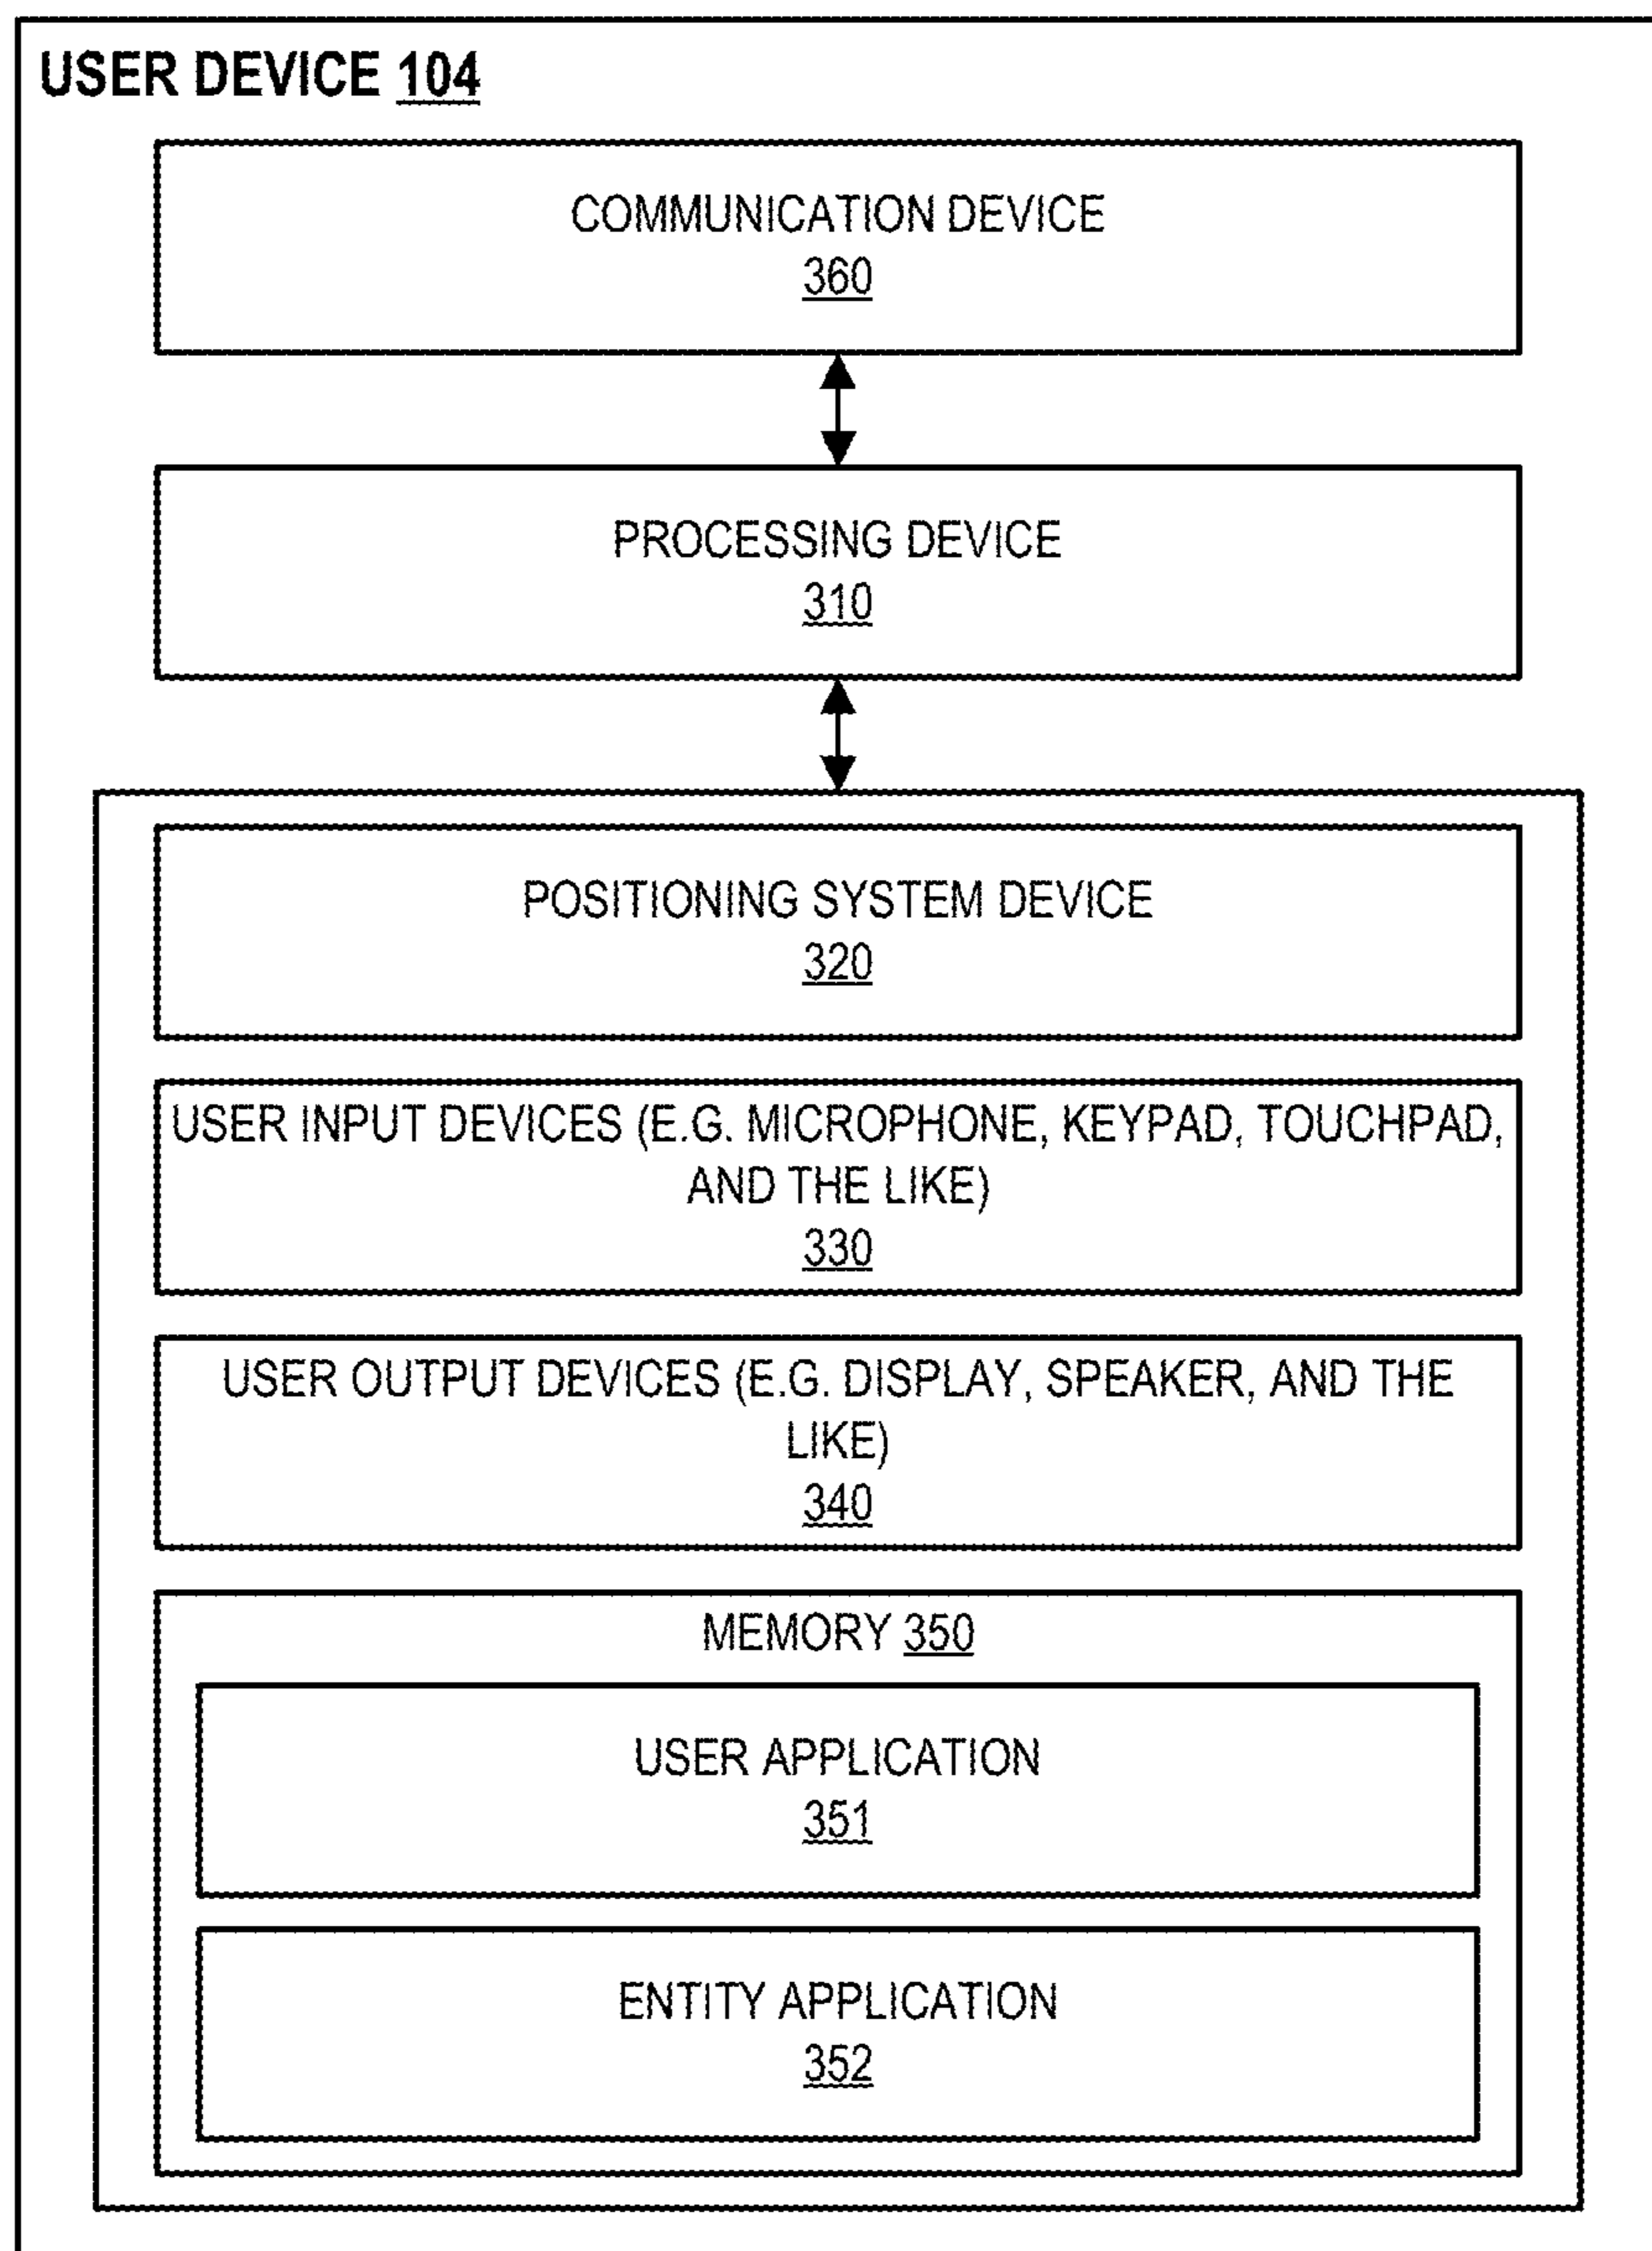 USER DEVICE 104
COMMUNICATION DEVICE
360
PROCESSING DEVICE
310
POSITIONING SYSTEM DEVICE
320
USER INPUT DEVICES (E.G. MICROPHONE, KEYPAD, TOUCHPAD,
AND THE LIKE)
330
USER OUTPUT DEVICES (E.G. DISPLAY, SPEAKER, AND THE
LIKE)
340
MEMORY 350
USER APPLICATION
351
ENTITY APPLICATION
352